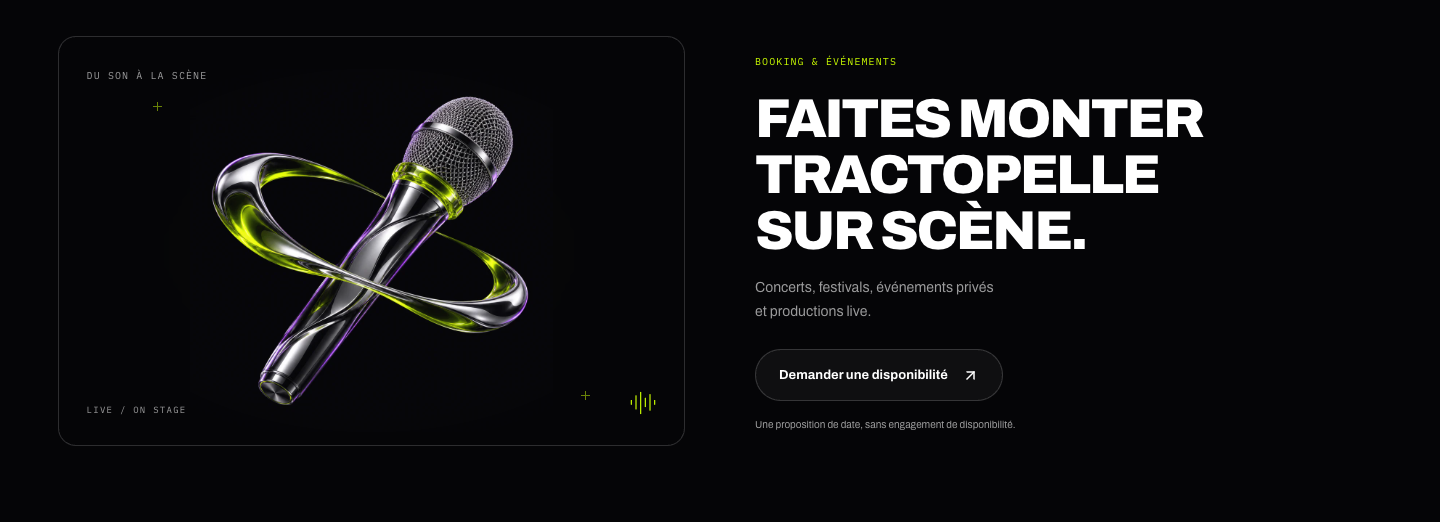 DU SON À LA SCÈNE
LIVE / ON STAGE
BOOKING & ÉVÉNEMENTS
FAITES MONTER
TRACTOPELLE
SUR SCÈNE.
Concerts, festivals, événements privés
et productions live.
Demander une disponibilité
Une proposition de date, sans engagement de disponibilité.